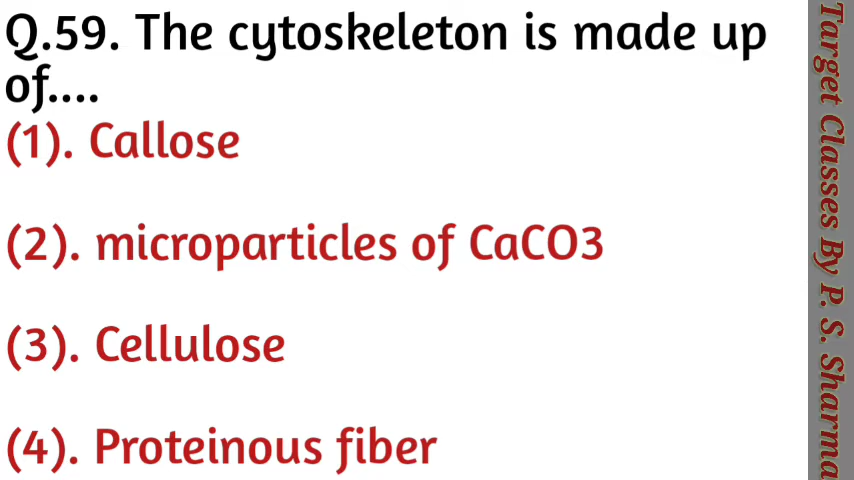 Q.59. The cytoskeleton is made up
of....
(1). Callose
(2). microparticles of CaCO3
(3). Cellulose
(4). Proteinous fiber
Target Classes By P. S. Sharma